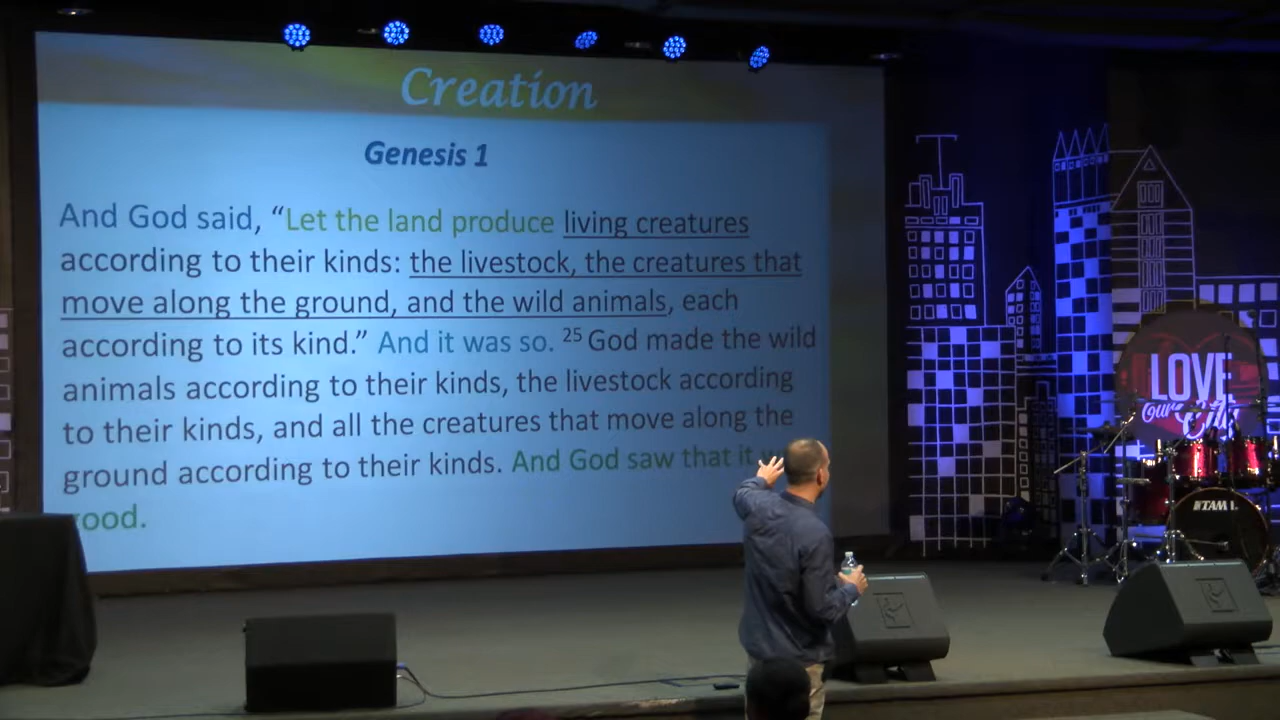 Creation
Genesis 1
And God said, “Let the land produce living creatures
according to their kinds: the livestock, the creatures that
move along the ground, and the wild animals, each
according to its kind.” And it was so. 25 God made the wild
animals according to their kinds, the livestock according
to their kinds, and all the creatures that move along the
ground according to their kinds. And God saw that it
LOVE
Our City
TAMA